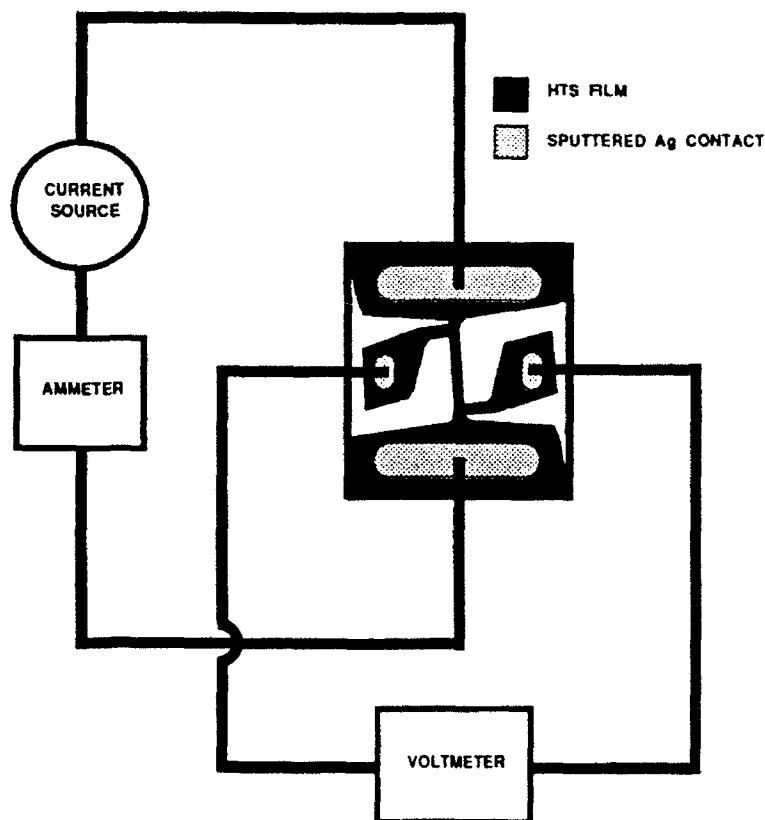 HTS FILM
SPUTTERED Ag CONTACT
CURRENT
SOURCE
AMMETER
VOLTMETER